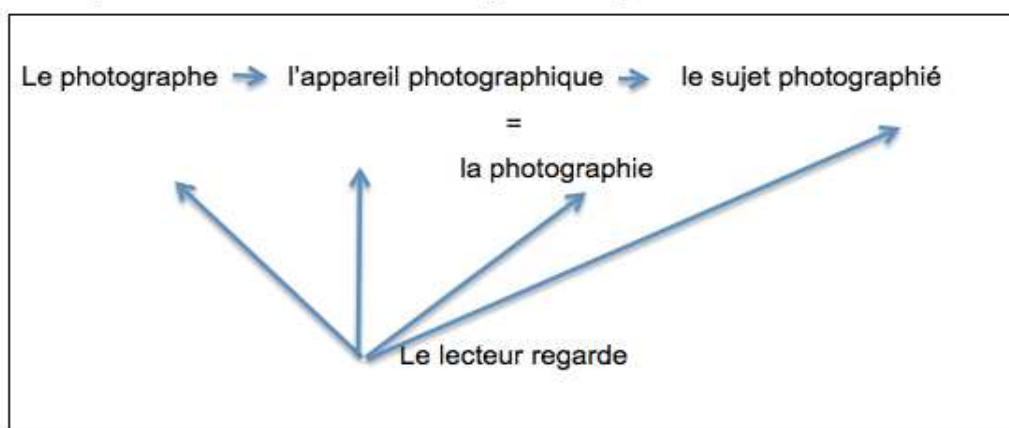 Le photographe l'appareil photographique le sujet photographié
=
la photographie
Le lecteur regarde